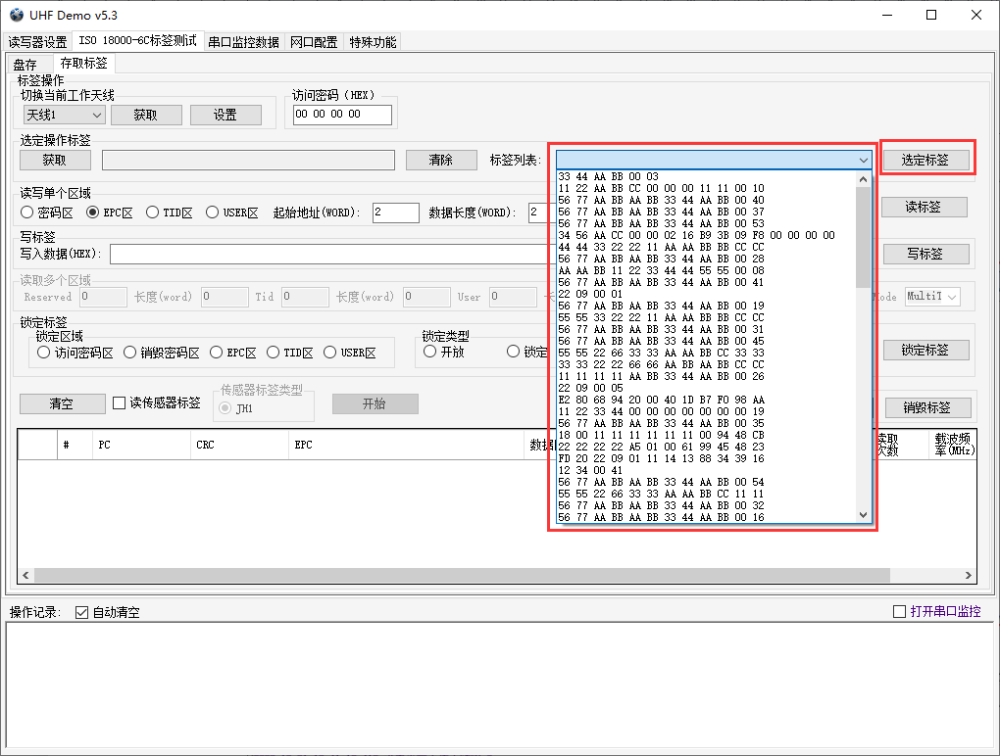 UHF Demo v5.3
读写器设置 ISO 18000-6C标签测试 串口监控数据 网口配置 特殊功能
盘存 存取标签
标签操作
切换当前工作天线 访问密码（HEX）
天线1 获取 设置 00 00 00 00
选定操作标签
获取 清除 标签列表: 选定标签
读写单个区域
密码区 EPC区 TID区 USER区 起始地址(WORD): 2 数据长度(WORD): 2 读标签
写标签
写入数据(HEX): 写标签
读取多个区域
Reserved 0 长度(word) 0 Tid 0 长度(word) 0 User 0 MultiT
锁定标签
锁定区域 锁定类型
访问密码区 销毁密码区 EPC区 TID区 USER区 开放 锁定 锁定标签
清空 读传感器标签 传感器标签类型 JH1 开始 销毁标签
# PC CRC EPC 数据 读取次数 载波频率(MHz)
33 44 AA BB 00 03
11 22 AA BB CC 00 00 00 11 11 00 10
56 77 AA BB AA BB 33 44 AA BB 00 40
56 77 AA BB AA BB 33 44 AA BB 00 37
56 77 AA BB AA BB 33 44 AA BB 00 53
34 56 AA CC 00 00 02 16 B9 3B 09 F8 00 00 00 00
44 44 33 22 22 11 AA AA BB BB CC CC
56 77 AA BB AA BB 33 44 AA BB 00 28
AA AA BB 11 22 33 44 44 55 55 00 08
56 77 AA BB AA BB 33 44 AA BB 00 41
22 09 00 01
56 77 AA BB AA BB 33 44 AA BB 00 19
55 55 33 22 22 11 AA AA BB BB CC CC
56 77 AA BB AA BB 33 44 AA BB 00 31
56 77 AA BB AA BB 33 44 AA BB 00 45
55 55 22 66 33 33 AA AA BB CC 33 33
33 33 22 22 66 66 AA BB AA BB CC CC
11 11 11 11 AA BB 33 44 AA BB 00 26
22 09 00 05
E2 80 68 94 20 00 40 1D B7 F0 98 AA
11 22 33 44 00 00 00 00 00 00 00 19
56 77 AA BB AA BB 33 44 AA BB 00 35
18 00 11 11 11 11 11 11 00 94 48 CB
22 22 22 22 A5 01 00 61 99 45 48 23
FD 20 22 09 01 11 14 13 88 34 39 16
12 34 00 41
56 77 AA BB AA BB 33 44 AA BB 00 54
55 55 22 66 33 33 AA AA BB CC 11 11
56 77 AA BB AA BB 33 44 AA BB 00 32
56 77 AA BB AA BB 33 44 AA BB 00 16
操作记录: 自动清空 打开串口监控